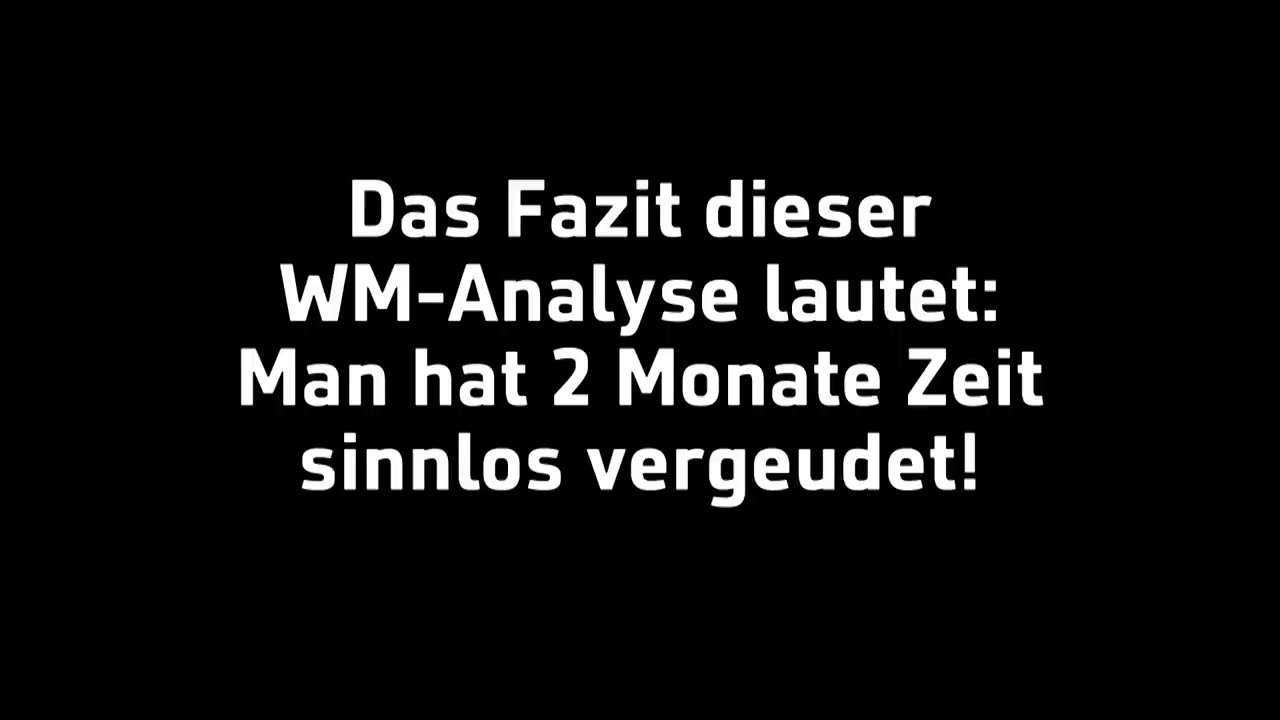 Das Fazit dieser
WM-Analyse lautet:
Man hat 2 Monate Zeit
sinnlos vergeudet!